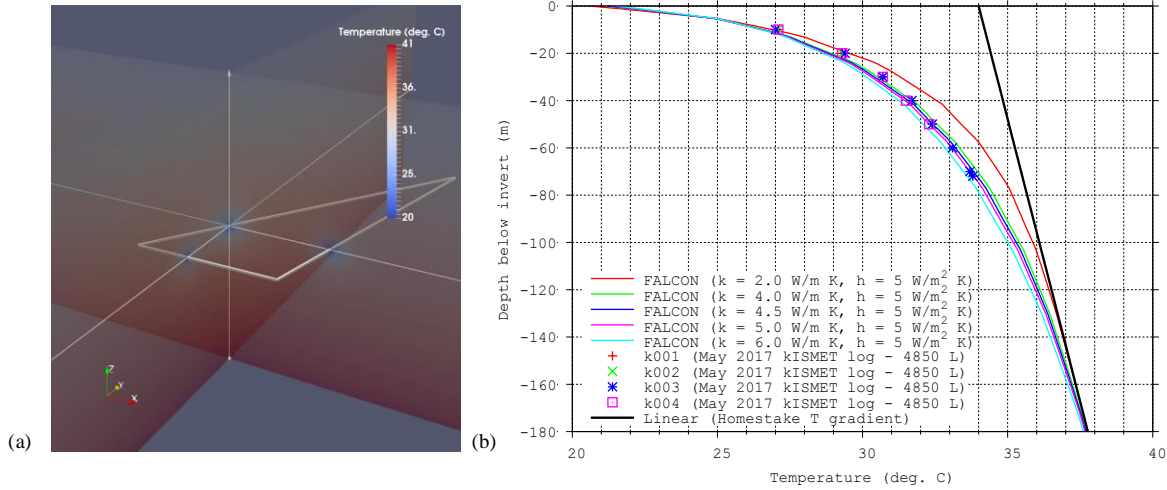 Temperature (deg. C)
41
36.
31.
26.
20
Z
Y
X
(a)
Depth below invert (m)
0
-20
-40
-60
-80
-100
-120
-140
-160
-180
FALCON (k = 2.0 W/m K, h = 5 W/m² K)
FALCON (k = 4.0 W/m K, h = 5 W/m² K)
FALCON (k = 4.5 W/m K, h = 5 W/m² K)
FALCON (k = 5.0 W/m K, h = 5 W/m² K)
FALCON (k = 6.0 W/m K, h = 5 W/m² K)
k001 (May 2017 kISMET log - 4850 L)
k002 (May 2017 kISMET log - 4850 L)
k003 (May 2017 kISMET log - 4850 L)
k004 (May 2017 kISMET log - 4850 L)
Linear (Homestake T gradient)
20 25 30 35 40
Temperature (deg. C)
(b)